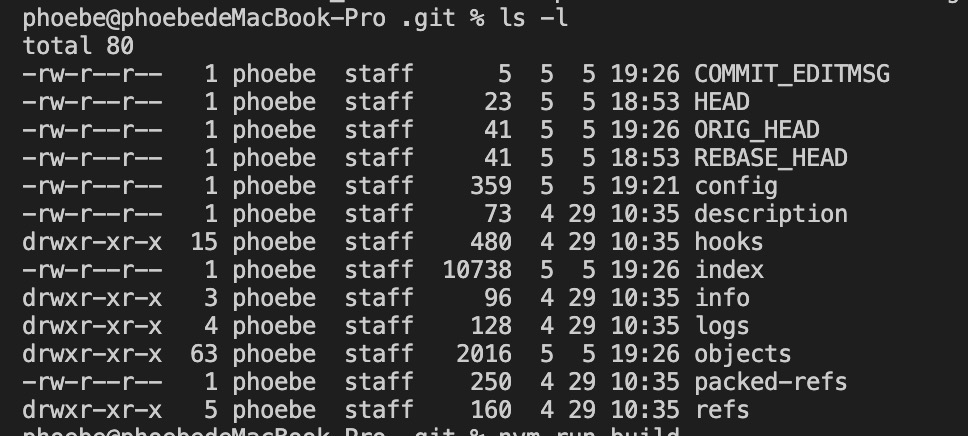 phoebe@phoebedeMacBook-Pro .git % ls -l
total 80
-rw-r--r--   1 phoebe  staff      5  5  5 19:26 COMMIT_EDITMSG
-rw-r--r--   1 phoebe  staff     23  5  5 18:53 HEAD
-rw-r--r--   1 phoebe  staff     41  5  5 19:26 ORIG_HEAD
-rw-r--r--   1 phoebe  staff     41  5  5 18:53 REBASE_HEAD
-rw-r--r--   1 phoebe  staff    359  5  5 19:21 config
-rw-r--r--   1 phoebe  staff     73  4 29 10:35 description
drwxr-xr-x  15 phoebe  staff    480  4 29 10:35 hooks
-rw-r--r--   1 phoebe  staff  10738  5  5 19:26 index
drwxr-xr-x   3 phoebe  staff     96  4 29 10:35 info
drwxr-xr-x   4 phoebe  staff    128  4 29 10:35 logs
drwxr-xr-x  63 phoebe  staff   2016  5  5 19:26 objects
-rw-r--r--   1 phoebe  staff    250  4 29 10:35 packed-refs
drwxr-xr-x   5 phoebe  staff    160  4 29 10:35 refs
phoebe@phoebedeMacBook-Pro .git % run build